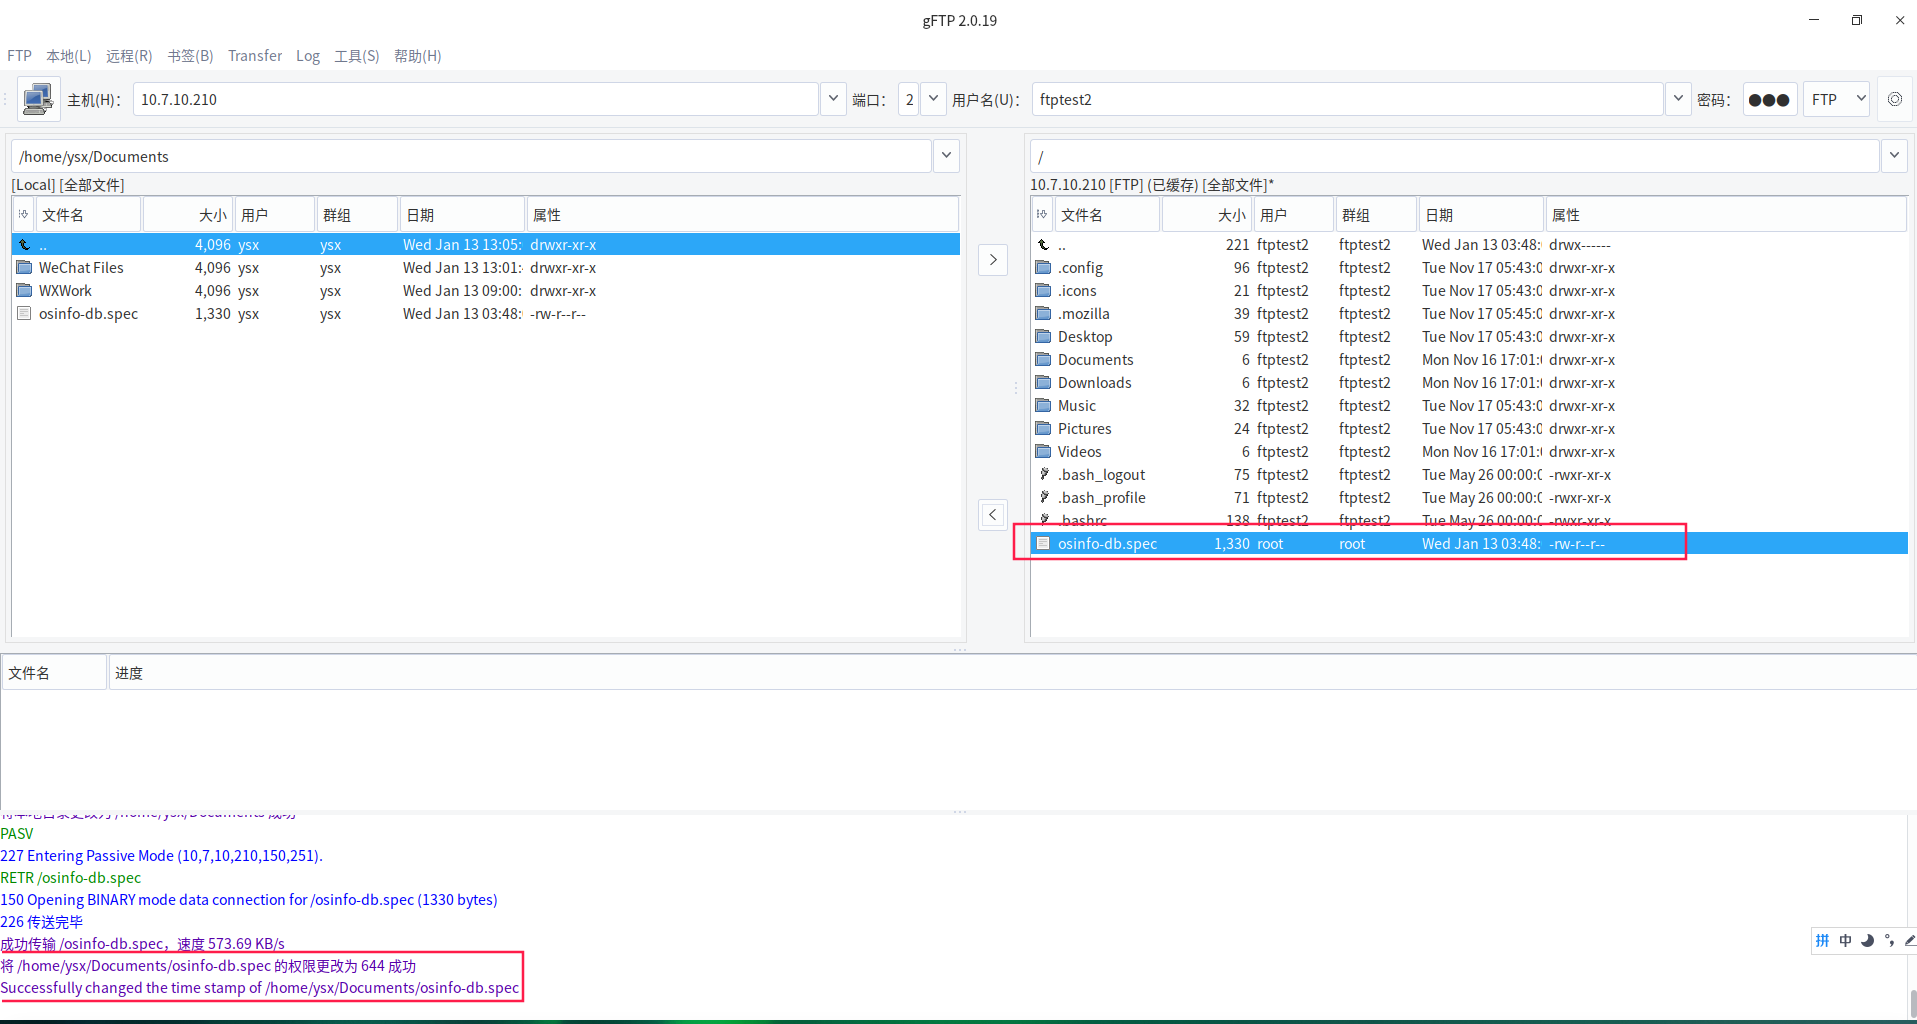 gFTP 2.0.19
FTP 本地(L) 远程(R) 书签(B) Transfer Log 工具(S) 帮助(H)
主机(H)： 10.7.10.210 端口： 2 用户名(U)： ftptest2 密码： ●●● FTP
/home/ysx/Documents
[Local] [全部文件]
文件名 大小 用户 群组 日期 属性
.. 4,096 ysx ysx Wed Jan 13 13:05: drwxr-xr-x
WeChat Files 4,096 ysx ysx Wed Jan 13 13:01: drwxr-xr-x
WXWork 4,096 ysx ysx Wed Jan 13 09:00: drwxr-xr-x
osinfo-db.spec 1,330 ysx ysx Wed Jan 13 03:48: -rw-r--r--
/
10.7.10.210 [FTP] (已缓存) [全部文件]*
文件名 大小 用户 群组 日期 属性
.. 221 ftptest2 ftptest2 Wed Jan 13 03:48: drwx------
.config 96 ftptest2 ftptest2 Tue Nov 17 05:43:0 drwxr-xr-x
.icons 21 ftptest2 ftptest2 Tue Nov 17 05:43:0 drwxr-xr-x
.mozilla 39 ftptest2 ftptest2 Tue Nov 17 05:45:0 drwxr-xr-x
Desktop 59 ftptest2 ftptest2 Tue Nov 17 05:43:0 drwxr-xr-x
Documents 6 ftptest2 ftptest2 Mon Nov 16 17:01: drwxr-xr-x
Downloads 6 ftptest2 ftptest2 Mon Nov 16 17:01: drwxr-xr-x
Music 32 ftptest2 ftptest2 Tue Nov 17 05:43:0 drwxr-xr-x
Pictures 24 ftptest2 ftptest2 Tue Nov 17 05:43:0 drwxr-xr-x
Videos 6 ftptest2 ftptest2 Mon Nov 16 17:01: drwxr-xr-x
.bash_logout 75 ftptest2 ftptest2 Tue May 26 00:00:0 -rwxr-xr-x
.bash_profile 71 ftptest2 ftptest2 Tue May 26 00:00:0 -rwxr-xr-x
.bashrc 138 ftptest2 ftptest2 Tue May 26 00:00:0 -rwxr-xr-x
osinfo-db.spec 1,330 root root Wed Jan 13 03:48: -rw-r--r--
文件名 进度
将本地目录更改为 /home/ysx/Documents 成功
PASV
227 Entering Passive Mode (10,7,10,210,150,251).
RETR /osinfo-db.spec
150 Opening BINARY mode data connection for /osinfo-db.spec (1330 bytes)
226 传送完毕
成功传输 /osinfo-db.spec，速度 573.69 KB/s
将 /home/ysx/Documents/osinfo-db.spec 的权限更改为 644 成功
Successfully changed the time stamp of /home/ysx/Documents/osinfo-db.spec
拼 中